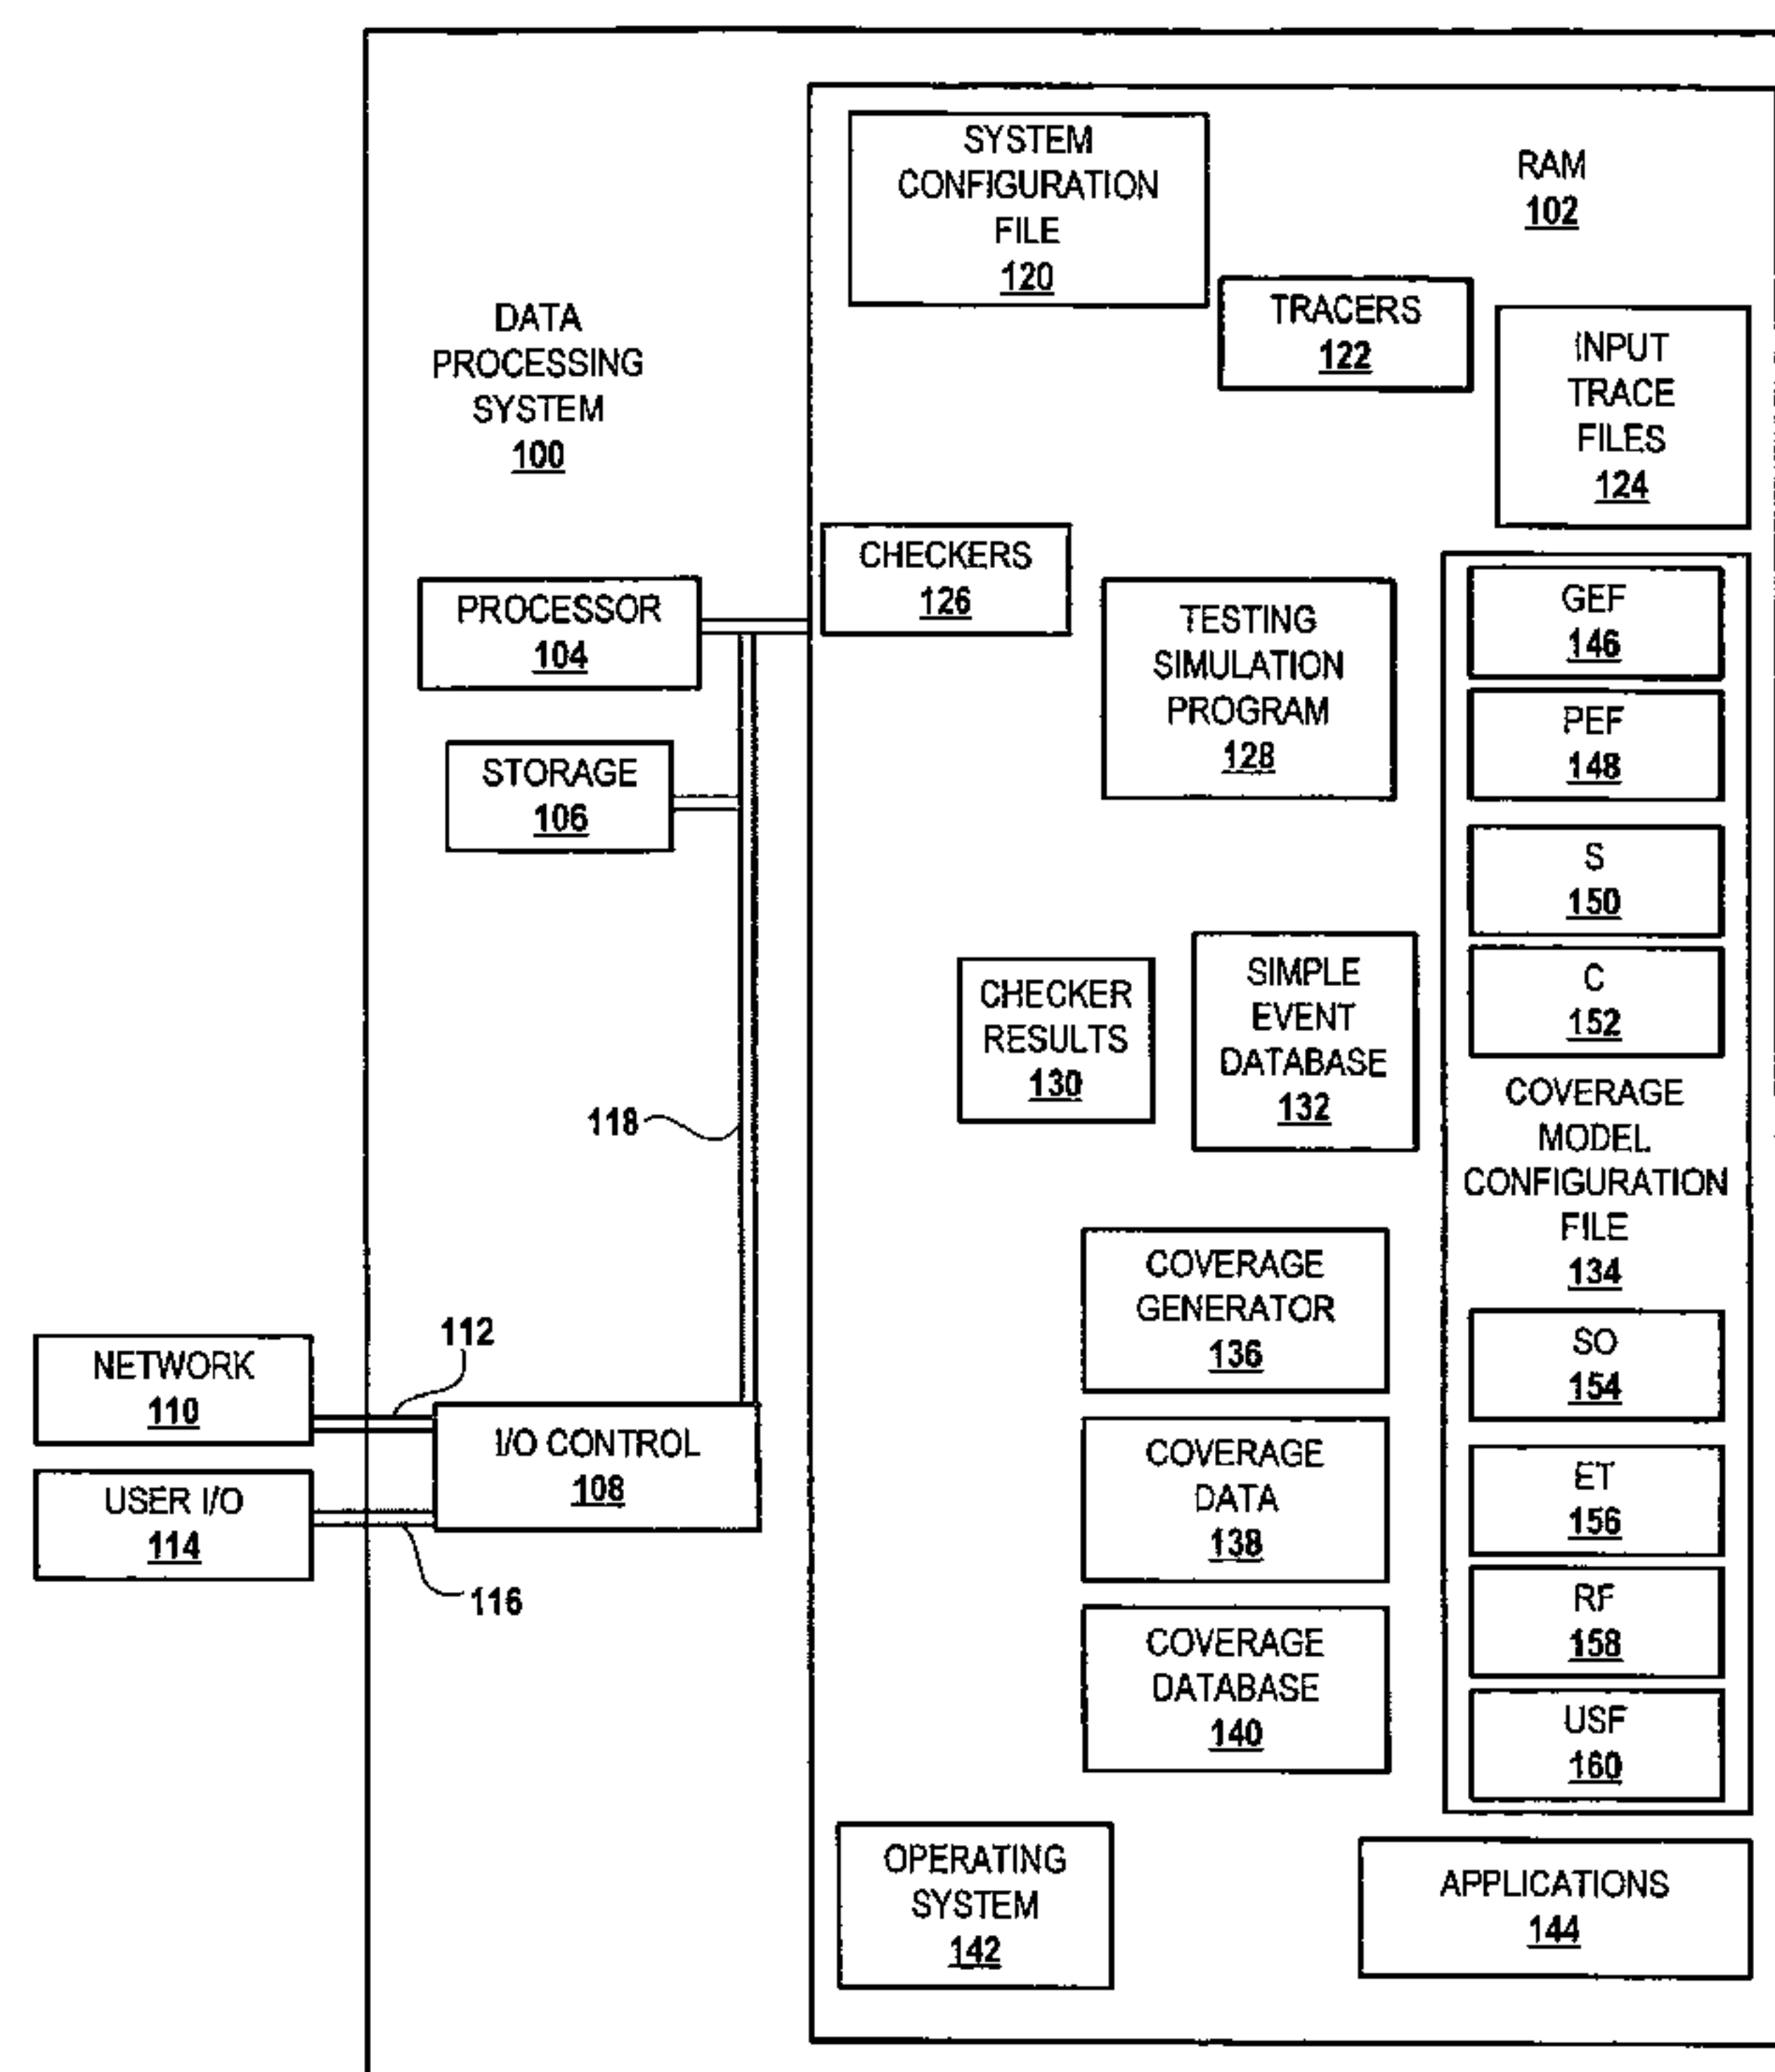 SYSTEM
CONFIGURATION
FILE
120
RAM
102
TRACERS
122
INPUT
TRACE
FILES
124
DATA
PROCESSING
SYSTEM
100
CHECKERS
126
PROCESSOR
104
TESTING
SIMULATION
PROGRAM
128
GEF
146
PEF
148
STORAGE
106
S
150
C
152
CHECKER
RESULTS
130
SIMPLE
EVENT
DATABASE
132
COVERAGE
MODEL
CONFIGURATION
FILE
134
118
COVERAGE
GENERATOR
136
SO
154
112
NETWORK
110
I/O CONTROL
108
COVERAGE
DATA
138
ET
156
USER I/O
114
116
RF
158
COVERAGE
DATABASE
140
USF
160
OPERATING
SYSTEM
142
APPLICATIONS
144